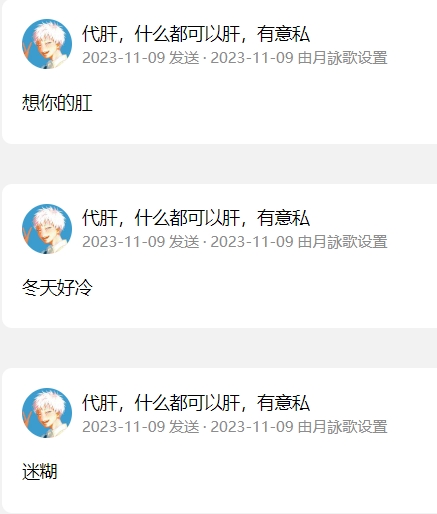 代肝，什么都可以肝，有意私
2023-11-09 发送 · 2023-11-09 由月詠歌设置
想你的肛
代肝，什么都可以肝，有意私
2023-11-09 发送 · 2023-11-09 由月詠歌设置
冬天好冷
代肝，什么都可以肝，有意私
2023-11-09 发送 · 2023-11-09 由月詠歌设置
迷糊